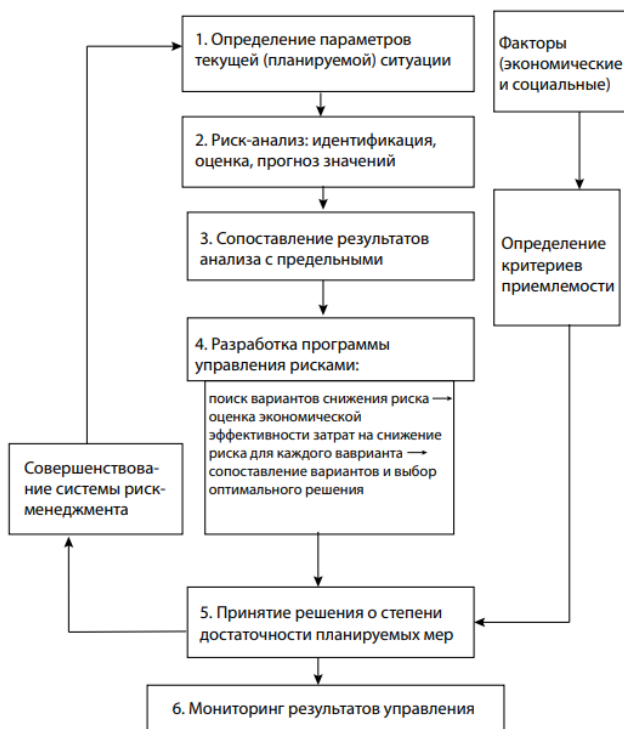 1. Определение параметров
текущей (планируемой) ситуации
Факторы
(экономические
и социальные)
2. Риск-анализ: идентификация,
оценка, прогноз значений
3. Сопоставление результатов
анализа с предельными
Определение
критериев
приемлемости
4. Разработка программы
управления рисками:
поиск вариантов снижения риска →
оценка экономической
эффективности затрат на снижение
риска для каждого вавприанта →
сопоставление вариантов и выбор
оптимального решения
Совершенствова-
ние системы риск-
менеджмента
5. Принятие решения о степени
достаточности планируемых мер
6. Мониторинг результатов управления